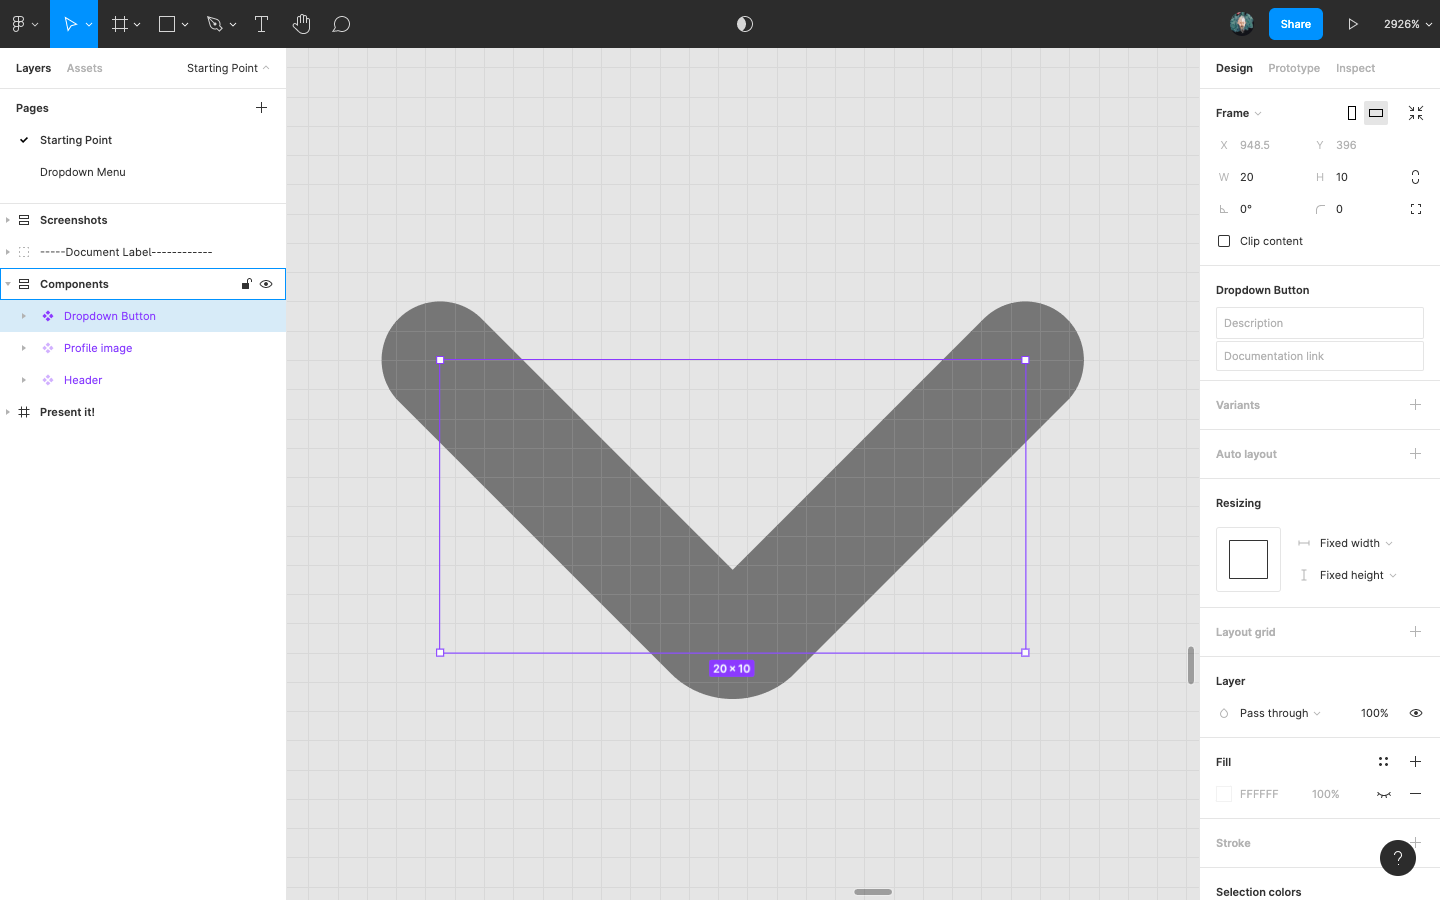 Share
2926%
Layers
Assets
Starting Point
Pages
Starting Point
Dropdown Menu
Screenshots
-----Document Label------------
Components
Dropdown Button
Profile image
Header
Present it!
20 × 10
Design
Prototype
Inspect
Frame
X 948.5 Y 396
W 20 H 10
0° 0
Clip content
Dropdown Button
Description
Documentation link
Variants
Auto layout
Resizing
Fixed width
Fixed height
Layout grid
Layer
Pass through 100%
Fill
FFFFFF 100%
Stroke
?
Selection colors